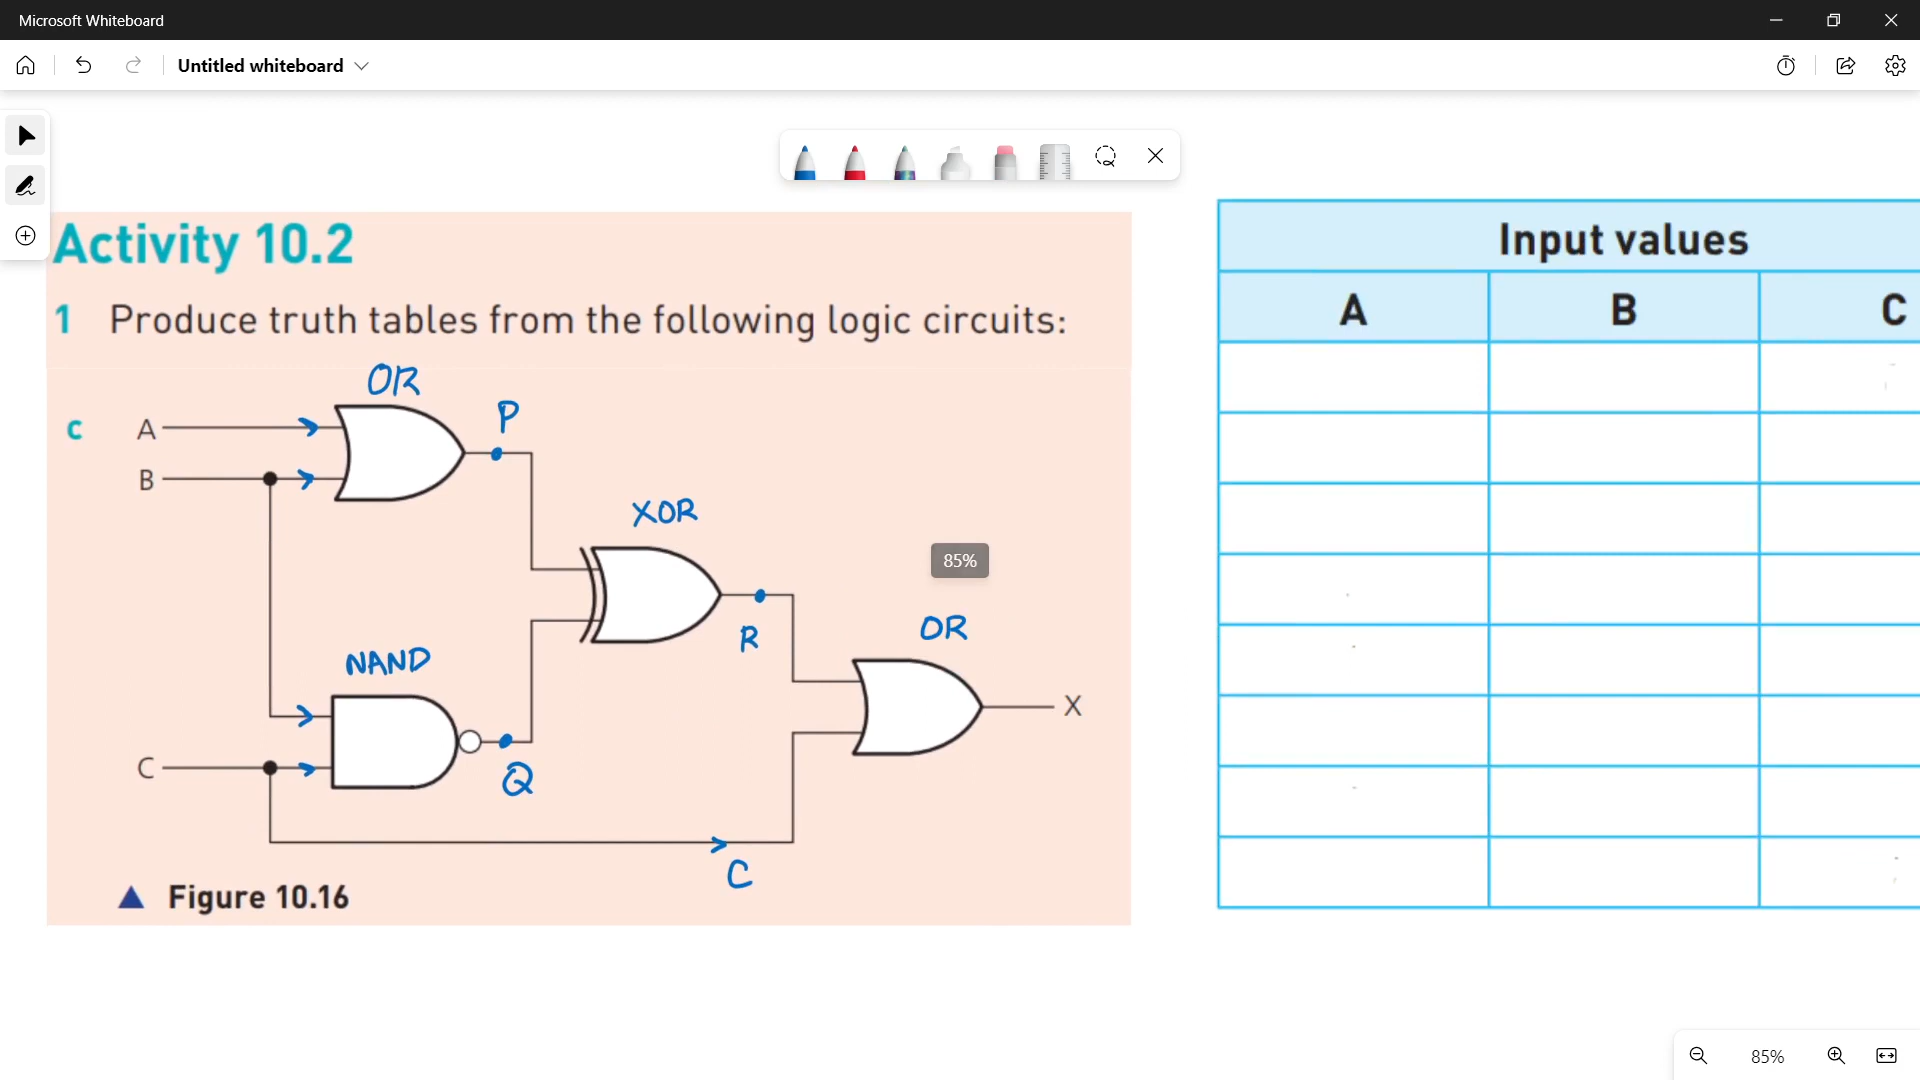 Microsoft Whiteboard
Untitled whiteboard
Activity 10.2
1 Produce truth tables from the following logic circuits:
Input values
A B C
OR
c A P
B
XOR
85%
R OR
NAND
X
C Q
C
Figure 10.16
85%